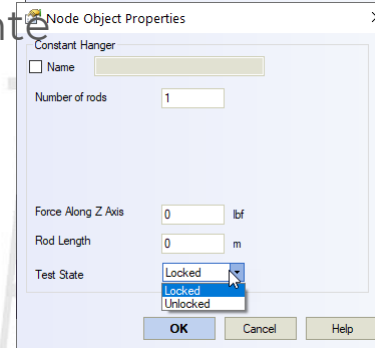 nte
Node Object Properties
Constant Hanger
Name
Number of rods 1
Force Along Z Axis 0 lbf
Rod Length 0 m
Test State Locked
Locked
Unlocked
OK Cancel Help